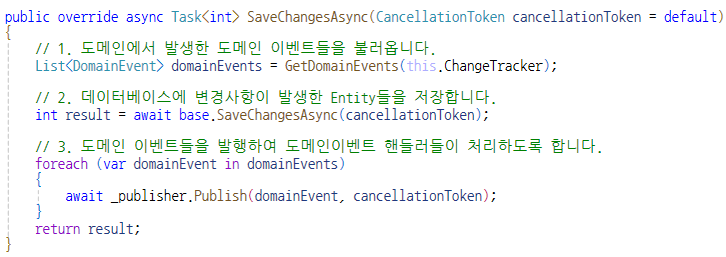 public override async Task<int> SaveChangesAsync(CancellationToken cancellationToken = default)
{
// 1. 도메인에서 발생한 도메인 이벤트들을 불러옵니다.
List<DomainEvent> domainEvents = GetDomainEvents(this.ChangeTracker);
// 2. 데이터베이스에 변경사항이 발생한 Entity들을 저장합니다.
int result = await base.SaveChangesAsync(cancellationToken);
// 3. 도메인 이벤트들을 발행하여 도메인이벤트 핸들러들이 처리하도록 합니다.
foreach (var domainEvent in domainEvents)
{
await _publisher.Publish(domainEvent, cancellationToken);
}
return result;
}